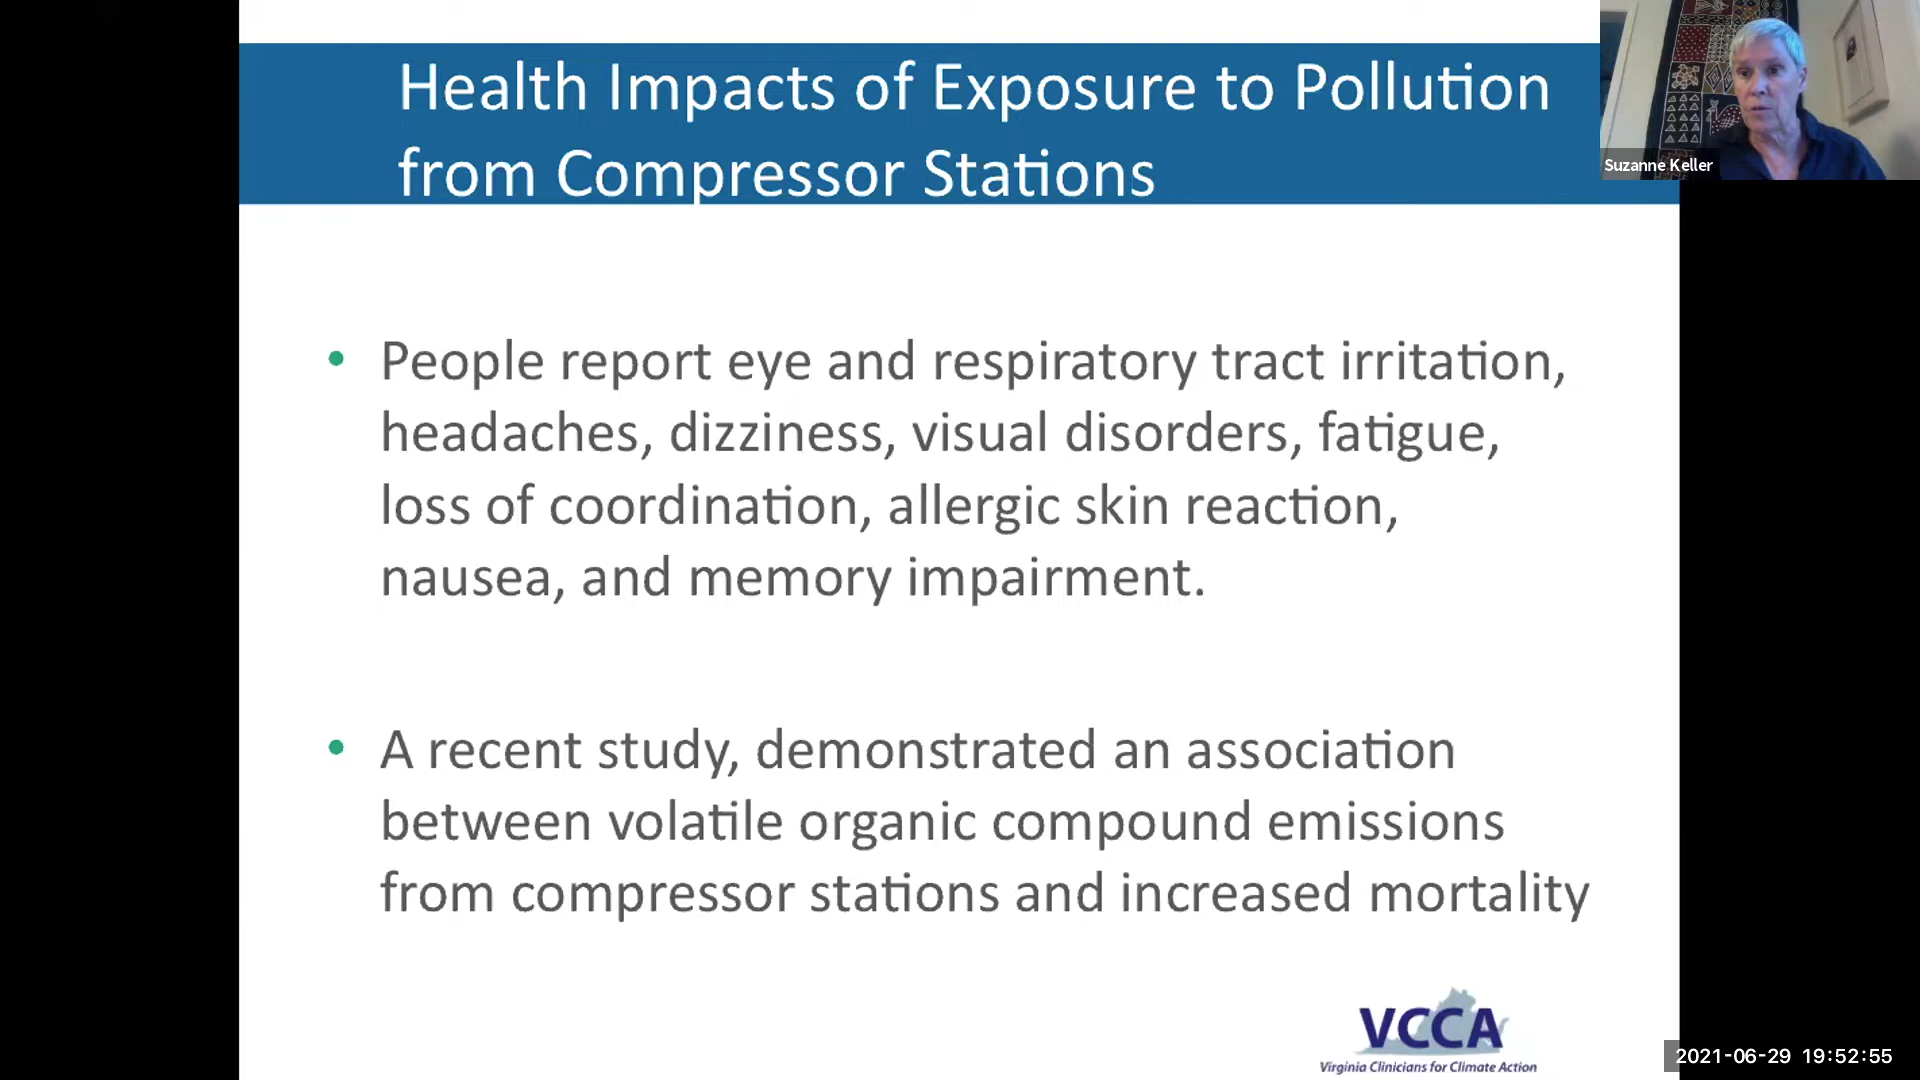 Health Impacts of Exposure to Pollution
from Compressor Stations
Suzanne Keller
• People report eye and respiratory tract irritation,
headaches, dizziness, visual disorders, fatigue,
loss of coordination, allergic skin reaction,
nausea, and memory impairment.
• A recent study, demonstrated an association
between volatile organic compound emissions
from compressor stations and increased mortality
VCCA
Virginia Clinicians for Climate Action
2021-06-29 19:52:55